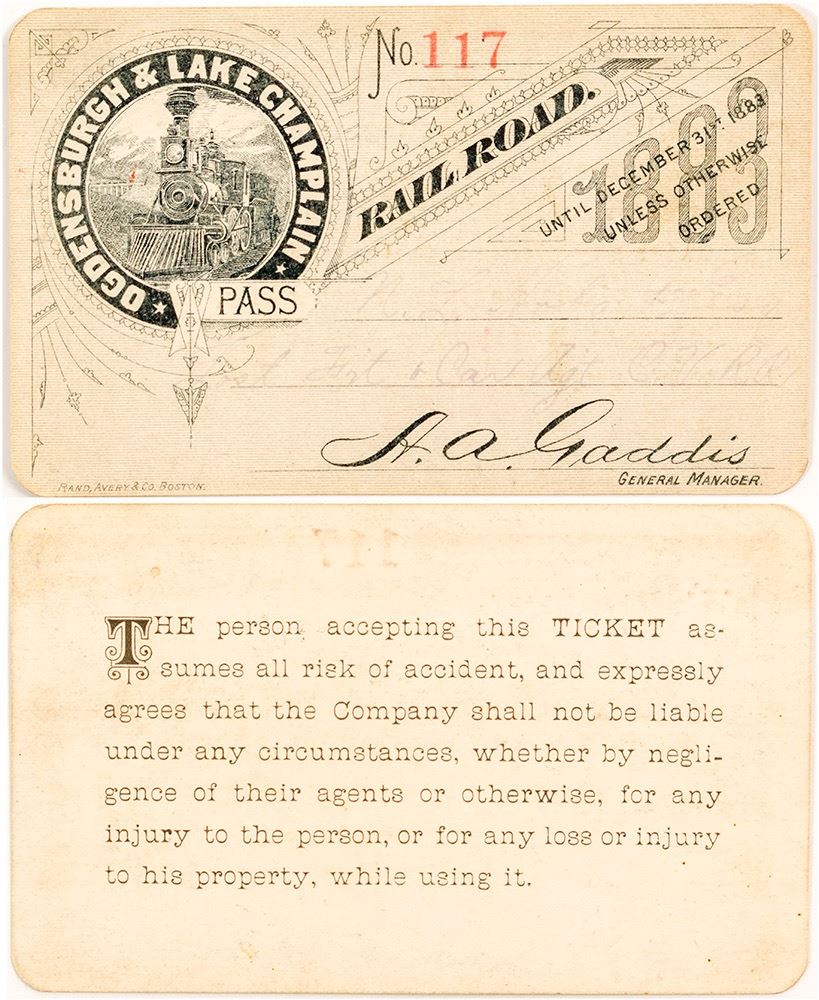 No. 117
OGDENSBURGH & LAKE CHAMPLAIN
RAIL ROAD.
1883
UNTIL DECEMBER 31ST 1883
UNLESS OTHERWISE
ORDERED
PASS
Frt. &
A. A. Gaddis
GENERAL MANAGER.
RAND, AVERY & CO. BOSTON.
117
THE person accepting this TICKET as-
sumes all risk of accident, and expressly
agrees that the Company shall not be liable
under any circumstances, whether by negli-
gence of their agents or otherwise, for any
injury to the person, or for any loss or injury
to his property, while using it.